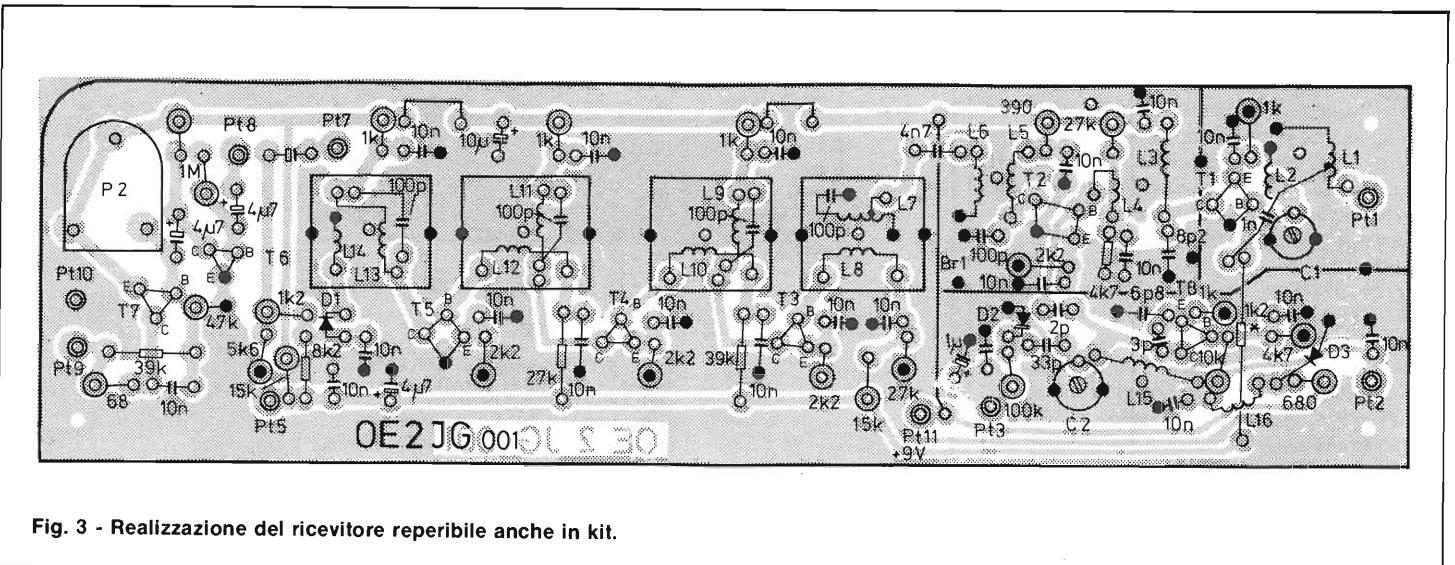 390
10n
1k
Pt8
Pt7
1k
10n
10µ
+
1k
10n
1k
10n
4n7
L6
L5
27k
10n
L3
10n
T1
E
L2
L1
P2
1M
4µ7
+
4µ7
+
C
B
E
T6
100p
L14
L13
L11
100p
L12
L9
100p
L10
L7
100p
L8
T2
C
B
E
L4
C
B
1n
Pt1
8p2
Br1
100p
2k2
10n
10n
C1
Pt10
E
B
T7
C
47k
1k2
D1
T5
B
C
E
10n
T4
B
C
E
10n
T3
B
C
E
10n
10n
D2
2p
4k7
6p8
T8
1k
E
B
C
1k2
*
10n
Pt9
39k
5k6
8k2
10n
2k2
27k
2k2
39k
1µ
+
33p
3p
10k
4k7
D3
10n
68
10n
15k
Pt5
10n
+
4µ7
10n
10n
2k2
15k
27k
Pt11
+9V
Pt3
100k
C2
L15
10n
L16
680
Pt2
OE2JG 001
Fig. 3 - Realizzazione del ricevitore reperibile anche in kit.